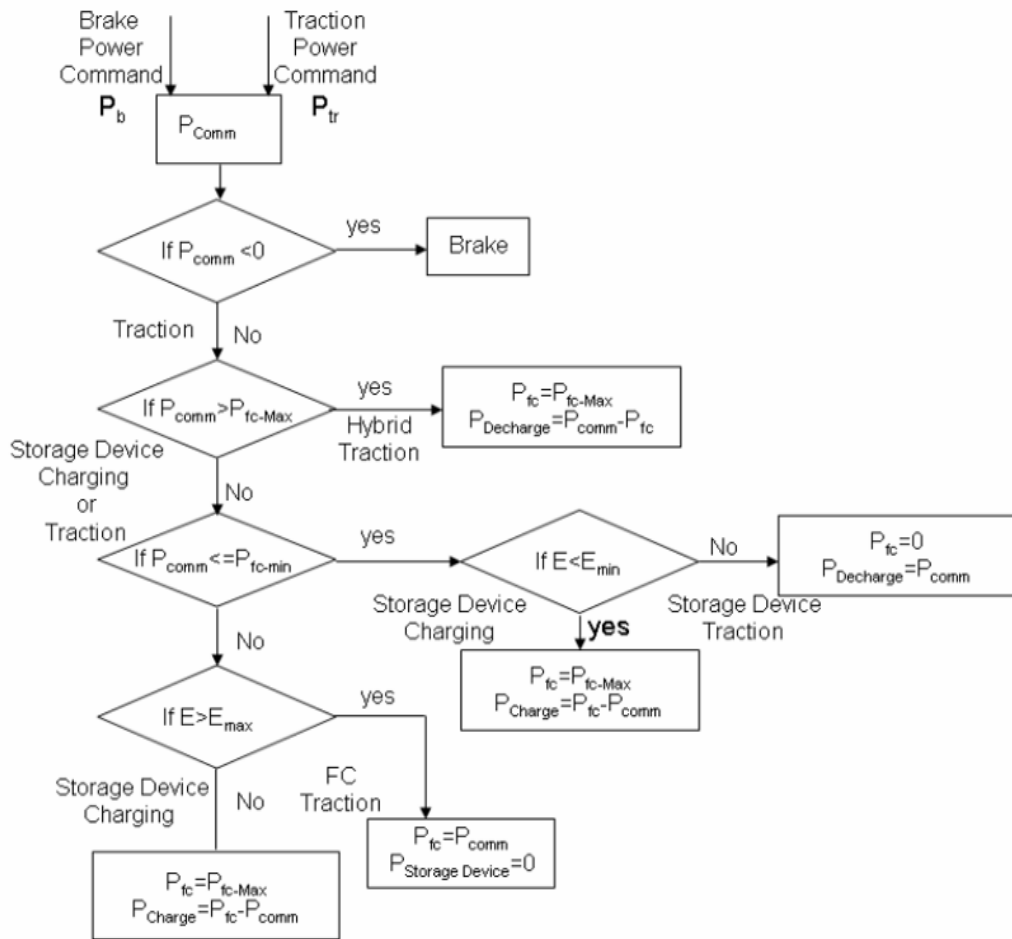 Brake
Power
Command
P_b
Traction
Power
Command
P_tr
P_Comm
If P_comm <0
yes
Brake
Traction
No
If P_comm>P_fc-Max
yes
Hybrid
Traction
P_fc=P_fc-Max
P_Decharge=P_comm-P_fc
Storage Device
Charging
or
Traction
No
If P_comm<=P_fc-min
yes
If E<E_min
No
P_fc=0
P_Decharge=P_comm
Storage Device
Charging
yes
Storage Device
Traction
P_fc=P_fc-Max
P_Charge=P_fc-P_comm
No
If E>E_max
yes
Storage Device
Charging
No
FC
Traction
P_fc=P_comm
P_Storage Device=0
P_fc=P_fc-Max
P_Charge=P_fc-P_comm